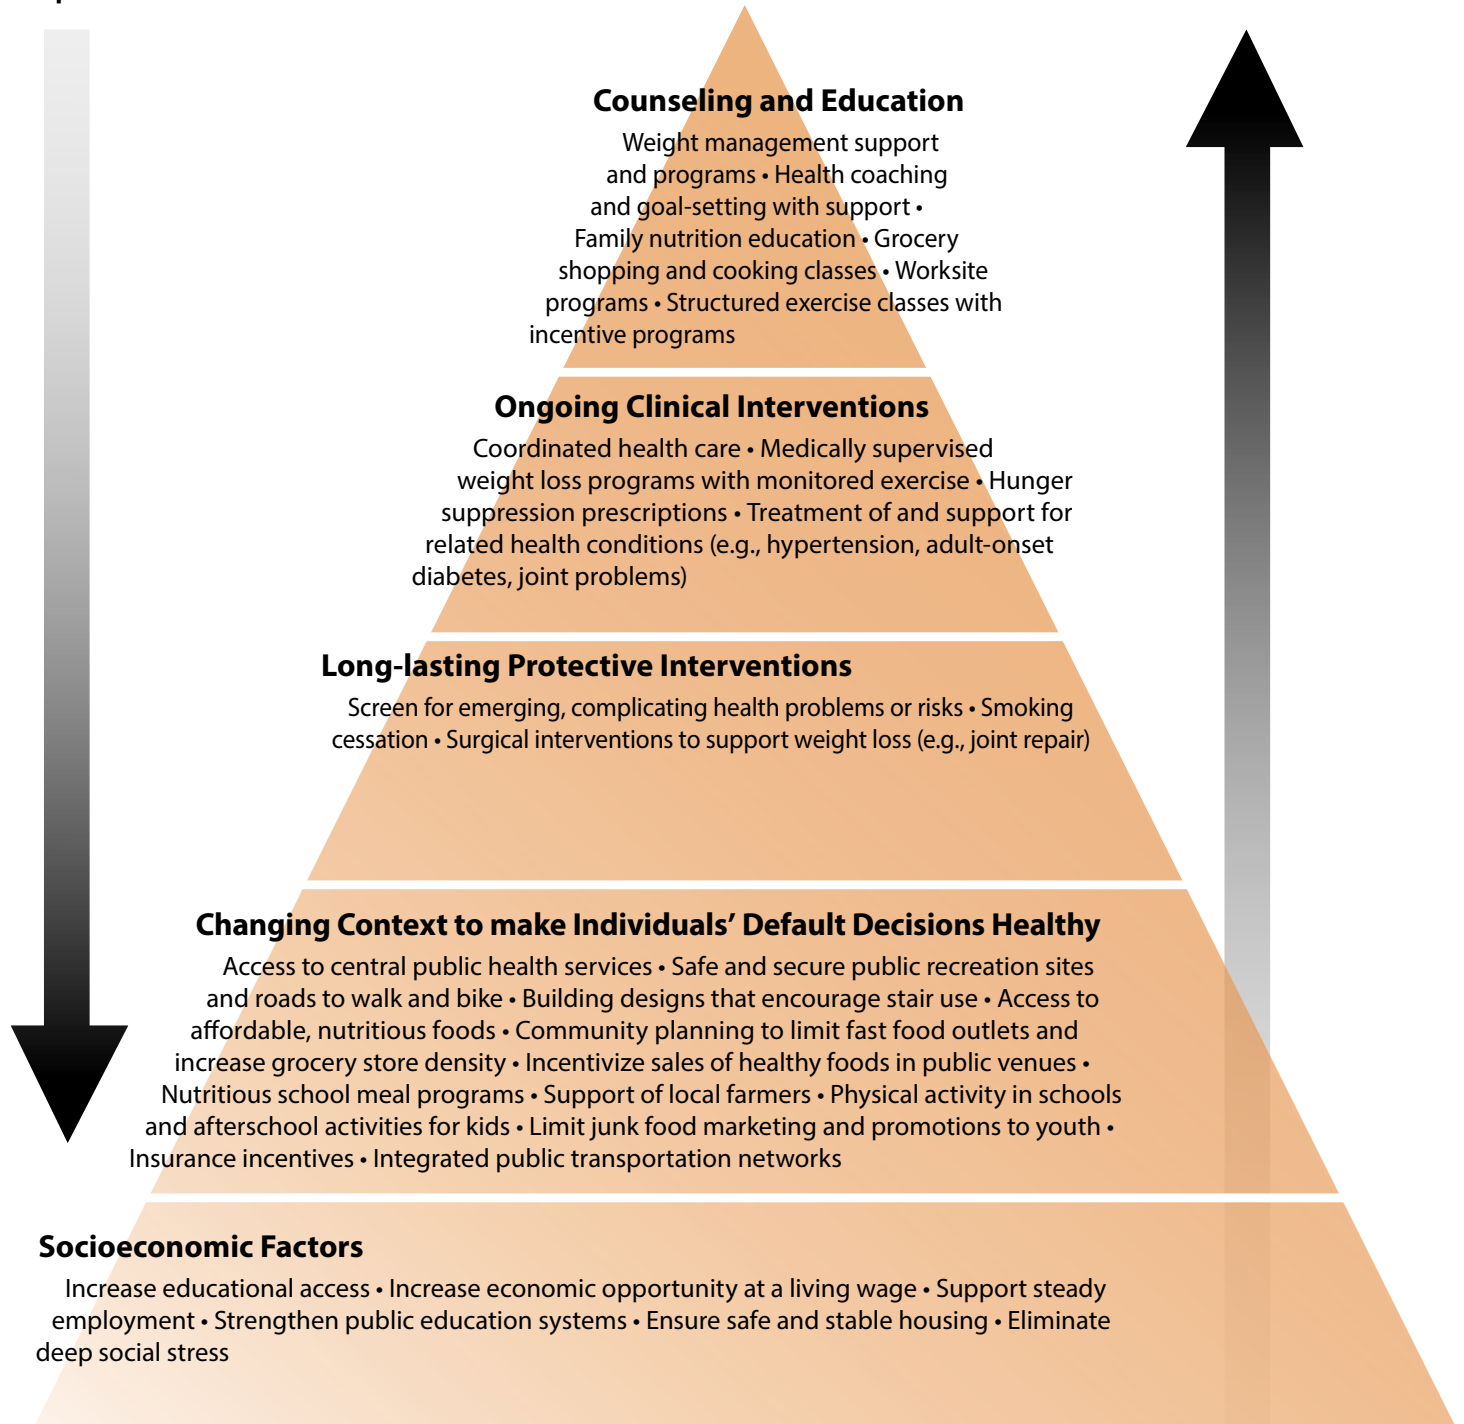 Counseling and Education
Weight management support
and programs • Health coaching
and goal-setting with support •
Family nutrition education • Grocery
shopping and cooking classes • Worksite
programs • Structured exercise classes with
incentive programs
Ongoing Clinical Interventions
Coordinated health care • Medically supervised
weight loss programs with monitored exercise • Hunger
suppression prescriptions • Treatment of and support for
related health conditions (e.g., hypertension, adult-onset
diabetes, joint problems)
Long-lasting Protective Interventions
Screen for emerging, complicating health problems or risks • Smoking
cessation • Surgical interventions to support weight loss (e.g., joint repair)
Changing Context to make Individuals’ Default Decisions Healthy
Access to central public health services • Safe and secure public recreation sites
and roads to walk and bike • Building designs that encourage stair use • Access to
affordable, nutritious foods • Community planning to limit fast food outlets and
increase grocery store density • Incentivize sales of healthy foods in public venues •
Nutritious school meal programs • Support of local farmers • Physical activity in schools
and afterschool activities for kids • Limit junk food marketing and promotions to youth •
Insurance incentives • Integrated public transportation networks
Socioeconomic Factors
Increase educational access • Increase economic opportunity at a living wage • Support steady
employment • Strengthen public education systems • Ensure safe and stable housing • Eliminate
deep social stress